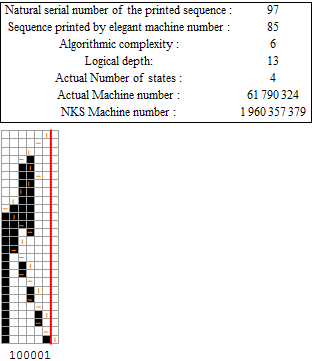 Natural serial number of the printed sequence : 97
Sequence printed by elegant machine number : 85
Algorithmic complexity : 6
Logical depth: 13
Actual Number of states : 4
Actual Machine number : 61 790 324
NKS Machine number : 1 960 357 379
100001